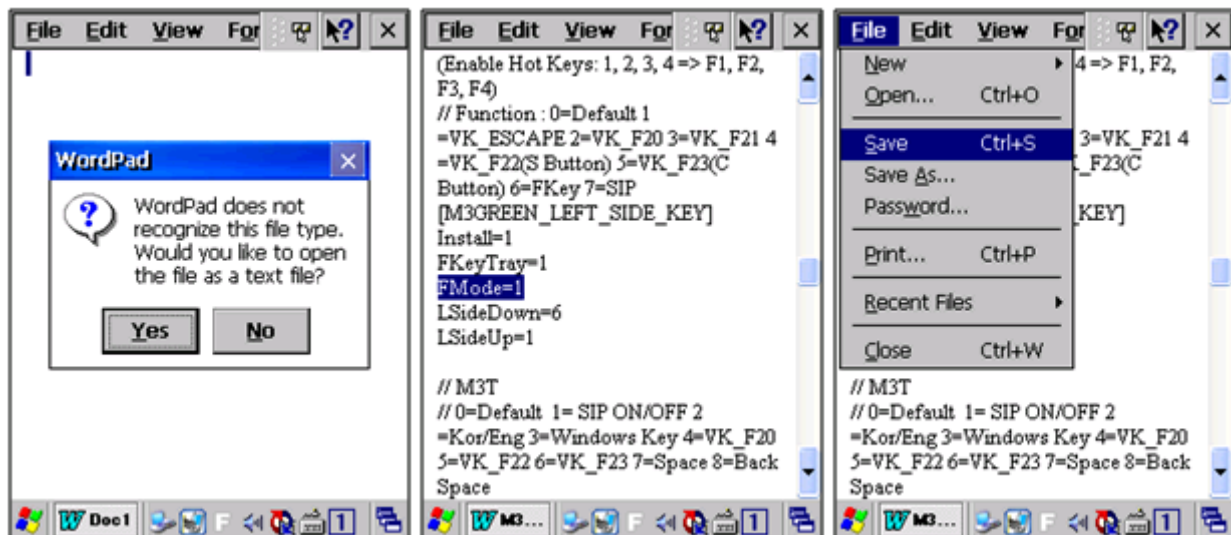 File Edit View For
WordPad
WordPad does not
recognize this file type.
Would you like to open
the file as a text file?
Yes No
Doc1 F 1
File Edit View For
(Enable Hot Keys: 1, 2, 3, 4 => F1, F2,
F3, F4)
// Function : 0=Default 1
=VK_ESCAPE 2=VK_F20 3=VK_F21 4
=VK_F22(S Button) 5=VK_F23(C
Button) 6=FKey 7=SIP
[M3GREEN_LEFT_SIDE_KEY]
Install=1
FKeyTray=1
FMode=1
LSideDown=6
LSideUp=1
// M3T
// 0=Default 1= SIP ON/OFF 2
=Kor/Eng 3=Windows Key 4=VK_F20
5=VK_F22 6=VK_F23 7=Space 8=Back
Space
M3... F 1
File Edit View For
New 4 => F1, F2,
Open... Ctrl+O
Save Ctrl+S 3=VK_F21 4
Save As... _F23(C
Password... _KEY]
Print... Ctrl+P
Recent Files
Close Ctrl+W
// M3T
// 0=Default 1= SIP ON/OFF 2
=Kor/Eng 3=Windows Key 4=VK_F20
5=VK_F22 6=VK_F23 7=Space 8=Back
Space
M3... F 1